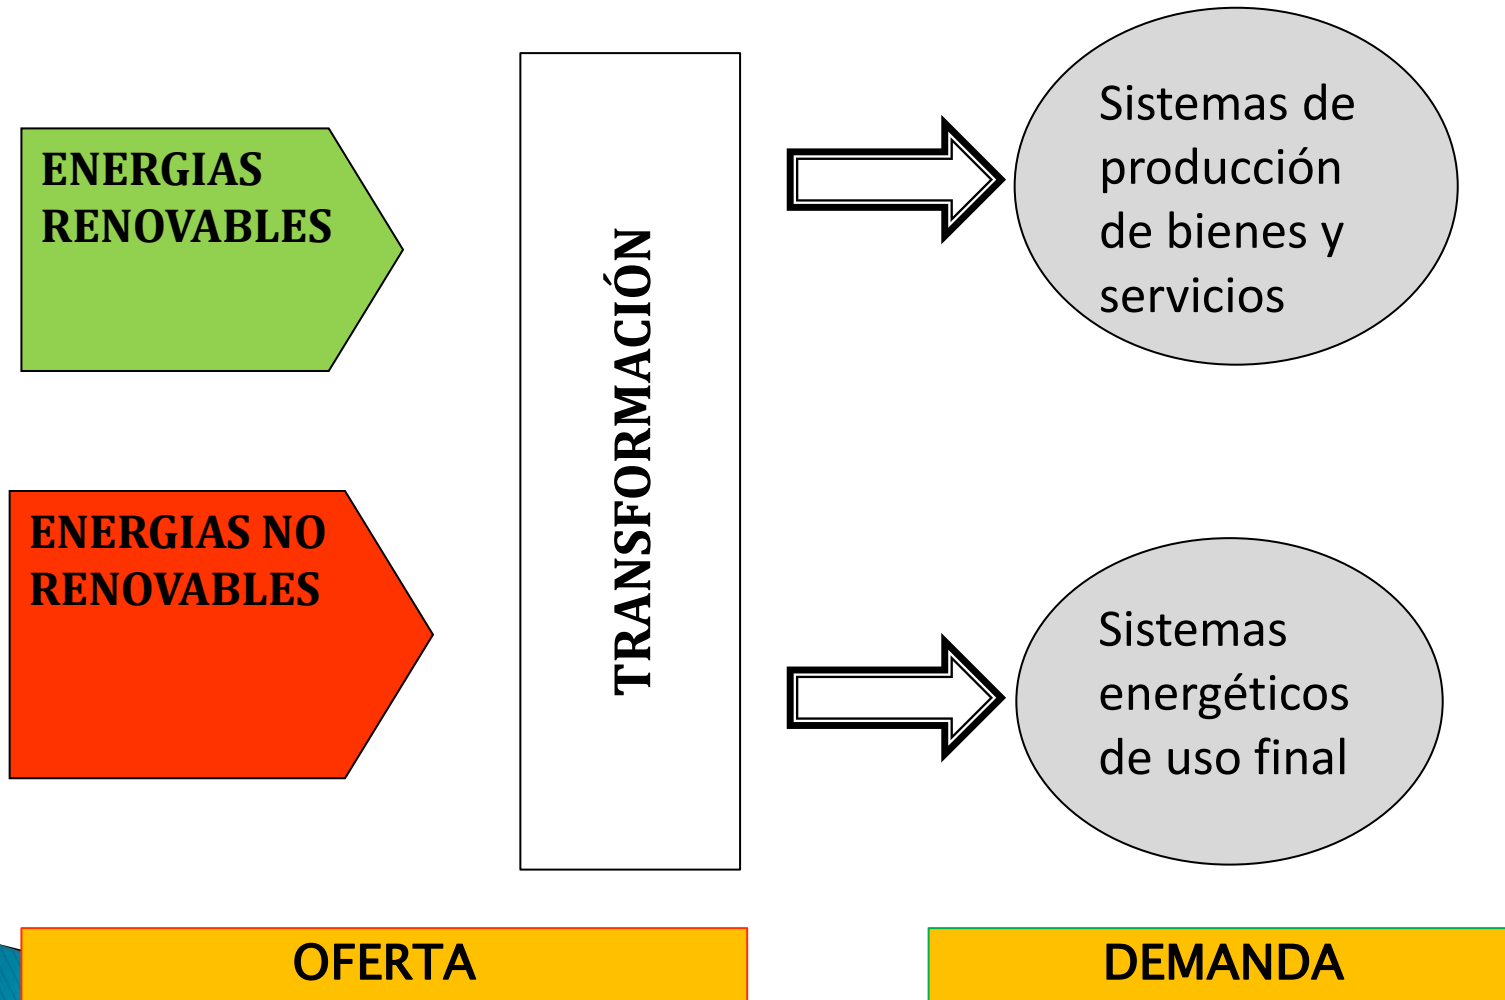 ENERGIAS
RENOVABLES
ENERGIAS NO
RENOVABLES
TRANSFORMACIÓN
Sistemas de
producción
de bienes y
servicios
Sistemas
energéticos
de uso final
OFERTA
DEMANDA